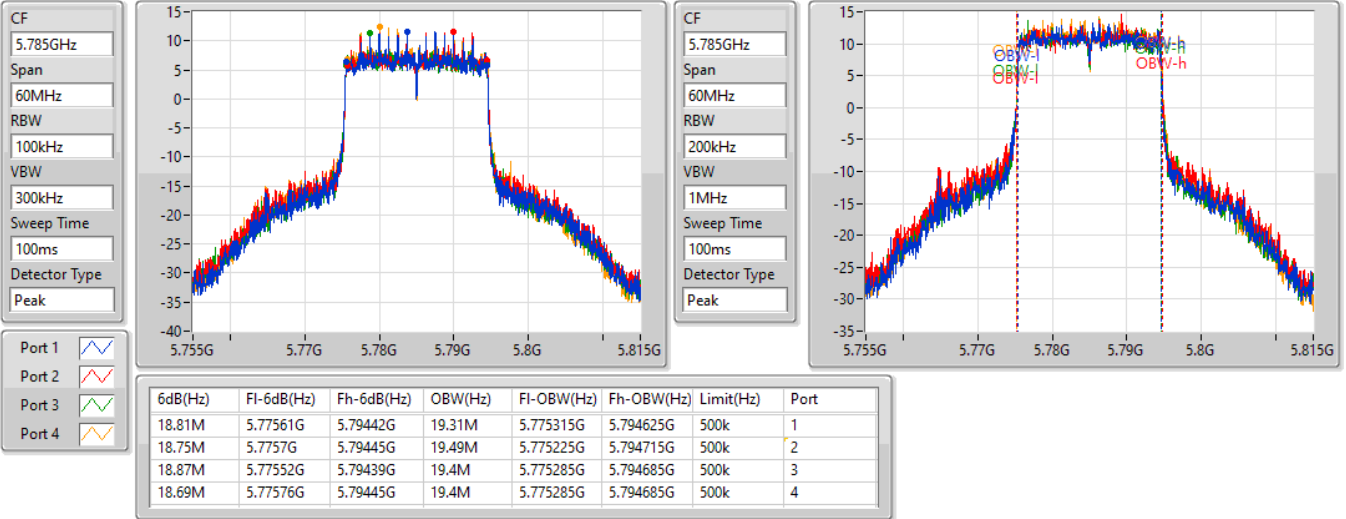 CF
5.785GHz
Span
60MHz
RBW
100kHz
VBW
300kHz
Sweep Time
100ms
Detector Type
Peak
15
10
5
0
-5
-10
-15
-20
-25
-30
-35
-40
5.755G 5.77G 5.78G 5.79G 5.8G 5.815G
CF
5.785GHz
Span
60MHz
RBW
200kHz
VBW
1MHz
Sweep Time
100ms
Detector Type
Peak
15
10
5
0
-5
-10
-15
-20
-25
-30
-35
OBW-l
OBW-l
OBW-l
OBW-h
OBW-h
5.755G 5.77G 5.78G 5.79G 5.8G 5.815G
Port 1
Port 2
Port 3
Port 4
6dB(Hz) Fl-6dB(Hz) Fh-6dB(Hz) OBW(Hz) Fl-OBW(Hz) Fh-OBW(Hz) Limit(Hz) Port
18.81M 5.77561G 5.79442G 19.31M 5.775315G 5.794625G 500k 1
18.75M 5.7757G 5.79445G 19.49M 5.775225G 5.794715G 500k 2
18.87M 5.77552G 5.79439G 19.4M 5.775285G 5.794685G 500k 3
18.69M 5.77576G 5.79445G 19.4M 5.775285G 5.794685G 500k 4